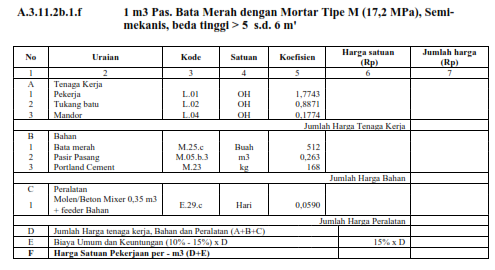 A.3.11.2b.1.f 1 m3 Pas. Bata Merah dengan Mortar Tipe M (17,2 MPa), Semi-
mekanis, beda tinggi > 5 s.d. 6 m'
No Uraian Kode Satuan Koefisien Harga satuan (Rp) Jumlah harga (Rp)
1 2 3 4 5 6 7
A Tenaga Kerja
1 Pekerja L.01 OH 1,7743
2 Tukang batu L.02 OH 0,8871
3 Mandor L.04 OH 0,1774
Jumlah Harga Tenaga Kerja
B Bahan
1 Bata merah M.25.c Buah 512
2 Pasir Pasang M.05.b.3 m3 0,263
3 Portland Cement M.23 kg 168
Jumlah Harga Bahan
C Peralatan
1 Molen/Beton Mixer 0,35 m3 + feeder Bahan E.29.c Hari 0,0590
Jumlah Harga Peralatan
D Jumlah Harga tenaga kerja, Bahan dan Peralatan (A+B+C)
E Biaya Umum dan Keuntungan (10% - 15%) x D 15% x D
F Harga Satuan Pekerjaan per - m3 (D+E)